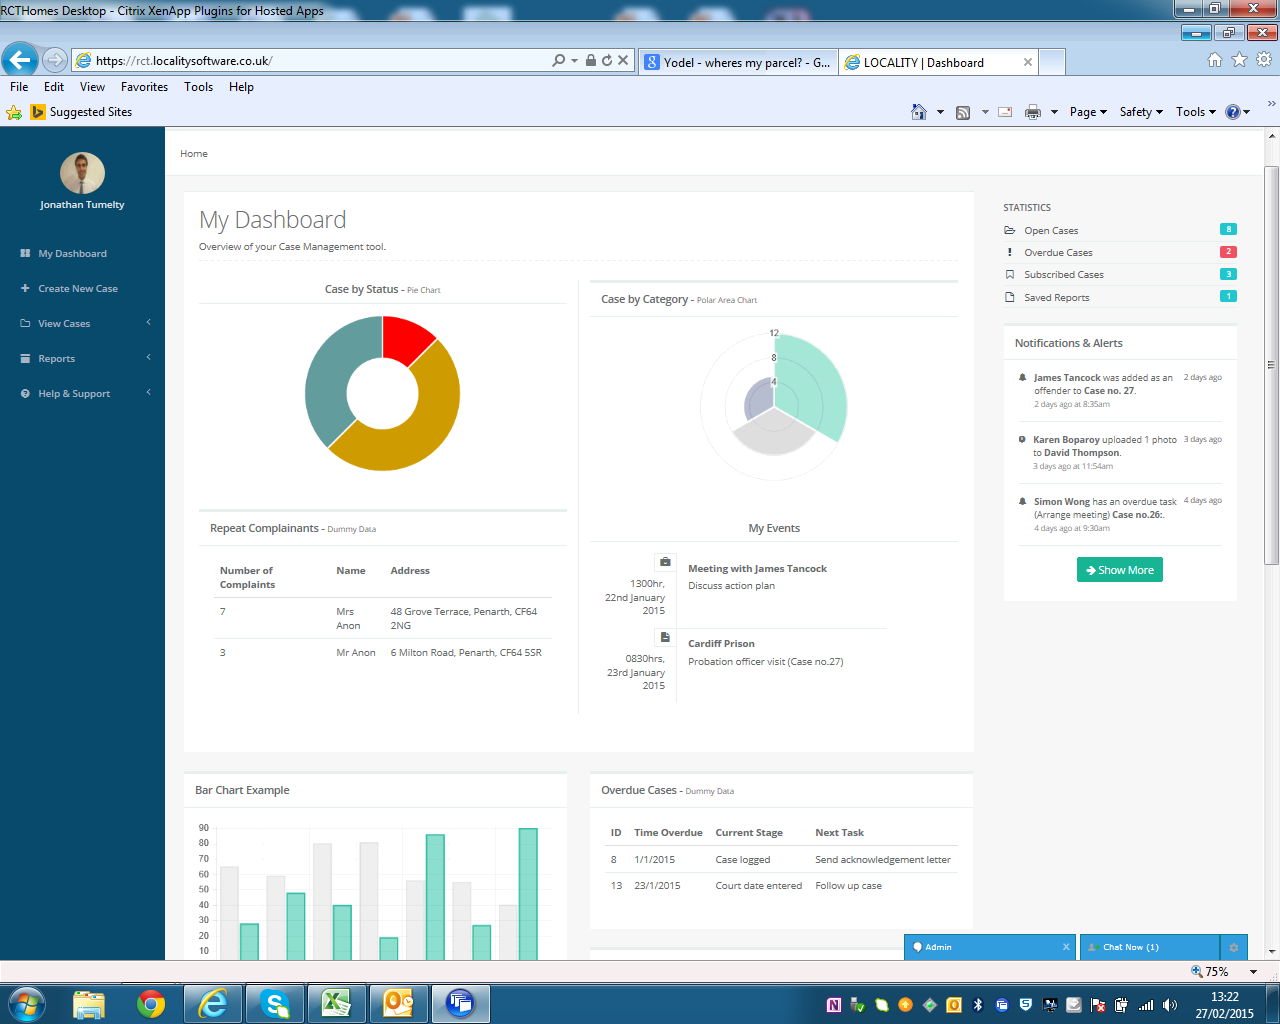 RCTHomes Desktop - Citrix XenApp Plugins for Hosted Apps
https://rct.localitysoftware.co.uk/
Yodel - wheres my parcel? - G...
LOCALITY | Dashboard
File Edit View Favorites Tools Help
Suggested Sites
Page Safety Tools
Jonathan Tumelty
My Dashboard
Create New Case
View Cases
Reports
Help & Support
Home
My Dashboard
Overview of your Case Management tool.
Case by Status - Pie Chart
Case by Category - Polar Area Chart
12
8
4
Repeat Complainants - Dummy Data
Number of Complaints Name Address
7 Mrs Anon 48 Grove Terrace, Penarth, CF64 2NG
3 Mr Anon 6 Milton Road, Penarth, CF64 5SR
My Events
1300hr, 22nd January 2015
Meeting with James Tancock
Discuss action plan
0830hrs, 23rd January 2015
Cardiff Prison
Probation officer visit (Case no.27)
STATISTICS
Open Cases 8
Overdue Cases 2
Subscribed Cases 3
Saved Reports 1
Notifications & Alerts
James Tancock was added as an 2 days ago
offender to Case no. 27.
2 days ago at 8:35am
Karen Boparoy uploaded 1 photo 3 days ago
to David Thompson.
3 days ago at 11:54am
Simon Wong has an overdue task 4 days ago
(Arrange meeting) Case no.26:.
4 days ago at 9:30am
Show More
Bar Chart Example
90
80
70
60
50
40
30
20
10
Overdue Cases - Dummy Data
ID Time Overdue Current Stage Next Task
8 1/1/2015 Case logged Send acknowledgement letter
13 23/1/2015 Court date entered Follow up case
Admin
Chat Now (1)
75%
13:22
27/02/2015